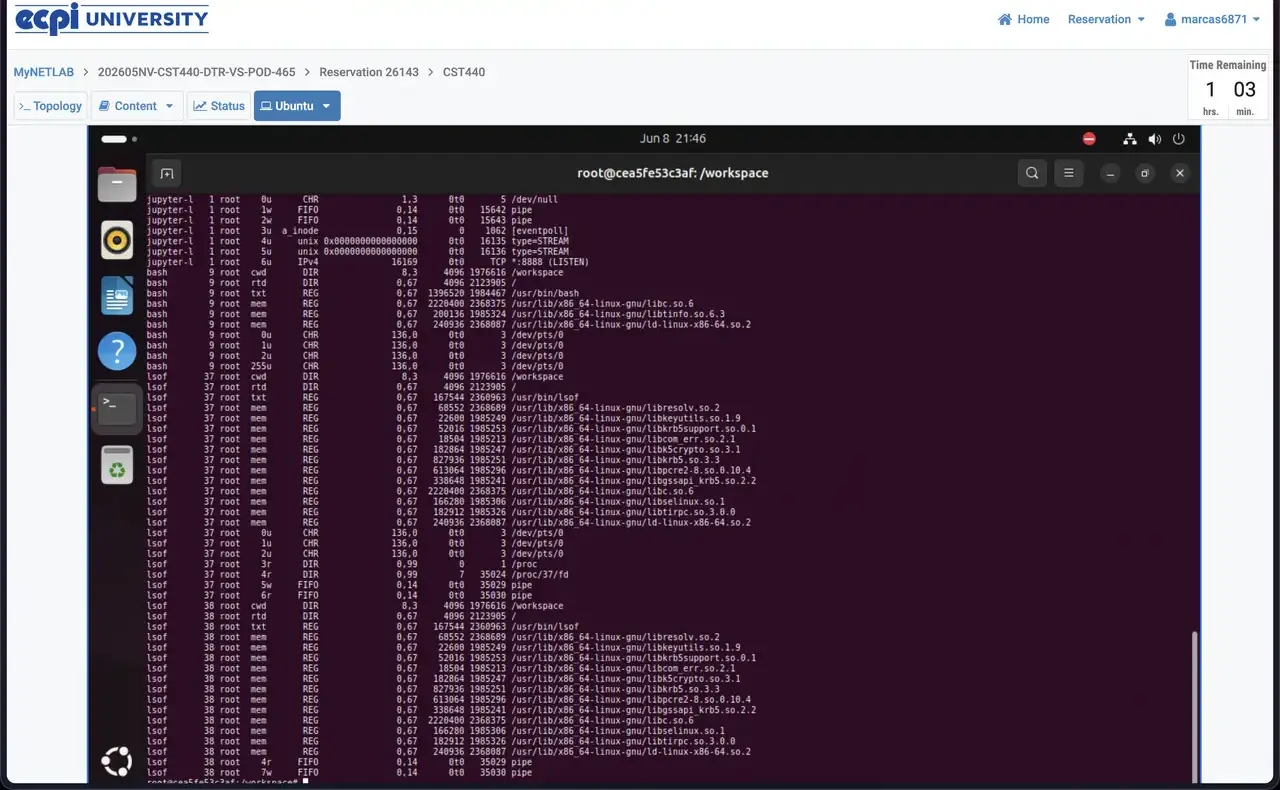 ecpi UNIVERSITY
Home Reservation marcas6871
MyNETLAB > 202605NV-CST440-DTR-VS-POD-465 > Reservation 26143 > CST440
Time Remaining
1 03
hrs. min.
>_ Topology Content Status Ubuntu
Jun 8 21:46
root@cea5fe53c3af: /workspace
jupyter-l 1 root 0u CHR 1,3 0t0 5 /dev/null
jupyter-l 1 root 1w FIFO 0,14 0t0 15642 pipe
jupyter-l 1 root 2w FIFO 0,14 0t0 15643 pipe
jupyter-l 1 root 3u a_inode 0,15 0 1062 [eventpoll]
jupyter-l 1 root 4u unix 0x0000000000000000 0t0 16135 type=STREAM
jupyter-l 1 root 5u unix 0x0000000000000000 0t0 16136 type=STREAM
jupyter-l 1 root 6u IPv4 16169 0t0 TCP *:8888 (LISTEN)
bash 9 root cwd DIR 8,3 4096 1976616 /workspace
bash 9 root rtd DIR 0,67 4096 2123905 /
bash 9 root txt REG 0,67 1396520 1984467 /usr/bin/bash
bash 9 root mem REG 0,67 2220400 2368375 /usr/lib/x86_64-linux-gnu/libc.so.6
bash 9 root mem REG 0,67 200136 1985324 /usr/lib/x86_64-linux-gnu/libtinfo.so.6.3
bash 9 root mem REG 0,67 240936 2368087 /usr/lib/x86_64-linux-gnu/ld-linux-x86-64.so.2
bash 9 root 0u CHR 136,0 0t0 3 /dev/pts/0
bash 9 root 1u CHR 136,0 0t0 3 /dev/pts/0
bash 9 root 2u CHR 136,0 0t0 3 /dev/pts/0
bash 9 root 255u CHR 136,0 0t0 3 /dev/pts/0
lsof 37 root cwd DIR 8,3 4096 1976616 /workspace
lsof 37 root rtd DIR 0,67 4096 2123905 /
lsof 37 root txt REG 0,67 167544 2360963 /usr/bin/lsof
lsof 37 root mem REG 0,67 68552 2368689 /usr/lib/x86_64-linux-gnu/libresolv.so.2
lsof 37 root mem REG 0,67 22600 1985249 /usr/lib/x86_64-linux-gnu/libkeyutils.so.1.9
lsof 37 root mem REG 0,67 52016 1985253 /usr/lib/x86_64-linux-gnu/libkrb5support.so.0.1
lsof 37 root mem REG 0,67 18504 1985213 /usr/lib/x86_64-linux-gnu/libcom_err.so.2.1
lsof 37 root mem REG 0,67 182864 1985247 /usr/lib/x86_64-linux-gnu/libk5crypto.so.3.1
lsof 37 root mem REG 0,67 827936 1985251 /usr/lib/x86_64-linux-gnu/libkrb5.so.3.3
lsof 37 root mem REG 0,67 613064 1985296 /usr/lib/x86_64-linux-gnu/libpcre2-8.so.0.10.4
lsof 37 root mem REG 0,67 338648 1985241 /usr/lib/x86_64-linux-gnu/libgssapi_krb5.so.2.2
lsof 37 root mem REG 0,67 2220400 2368375 /usr/lib/x86_64-linux-gnu/libc.so.6
lsof 37 root mem REG 0,67 166280 1985306 /usr/lib/x86_64-linux-gnu/libselinux.so.1
lsof 37 root mem REG 0,67 182912 1985326 /usr/lib/x86_64-linux-gnu/libtirpc.so.3.0.0
lsof 37 root mem REG 0,67 240936 2368087 /usr/lib/x86_64-linux-gnu/ld-linux-x86-64.so.2
lsof 37 root 0u CHR 136,0 0t0 3 /dev/pts/0
lsof 37 root 1u CHR 136,0 0t0 3 /dev/pts/0
lsof 37 root 2u CHR 136,0 0t0 3 /dev/pts/0
lsof 37 root 3r DIR 0,99 0 1 /proc
lsof 37 root 4r DIR 0,99 7 35024 /proc/37/fd
lsof 37 root 5w FIFO 0,14 0t0 35029 pipe
lsof 37 root 6r FIFO 0,14 0t0 35030 pipe
lsof 38 root cwd DIR 8,3 4096 1976616 /workspace
lsof 38 root rtd DIR 0,67 4096 2123905 /
lsof 38 root txt REG 0,67 167544 2360963 /usr/bin/lsof
lsof 38 root mem REG 0,67 68552 2368689 /usr/lib/x86_64-linux-gnu/libresolv.so.2
lsof 38 root mem REG 0,67 22600 1985249 /usr/lib/x86_64-linux-gnu/libkeyutils.so.1.9
lsof 38 root mem REG 0,67 52016 1985253 /usr/lib/x86_64-linux-gnu/libkrb5support.so.0.1
lsof 38 root mem REG 0,67 18504 1985213 /usr/lib/x86_64-linux-gnu/libcom_err.so.2.1
lsof 38 root mem REG 0,67 182864 1985247 /usr/lib/x86_64-linux-gnu/libk5crypto.so.3.1
lsof 38 root mem REG 0,67 827936 1985251 /usr/lib/x86_64-linux-gnu/libkrb5.so.3.3
lsof 38 root mem REG 0,67 613064 1985296 /usr/lib/x86_64-linux-gnu/libpcre2-8.so.0.10.4
lsof 38 root mem REG 0,67 338648 1985241 /usr/lib/x86_64-linux-gnu/libgssapi_krb5.so.2.2
lsof 38 root mem REG 0,67 2220400 2368375 /usr/lib/x86_64-linux-gnu/libc.so.6
lsof 38 root mem REG 0,67 166280 1985306 /usr/lib/x86_64-linux-gnu/libselinux.so.1
lsof 38 root mem REG 0,67 182912 1985326 /usr/lib/x86_64-linux-gnu/libtirpc.so.3.0.0
lsof 38 root mem REG 0,67 240936 2368087 /usr/lib/x86_64-linux-gnu/ld-linux-x86-64.so.2
lsof 38 root 4r FIFO 0,14 0t0 35029 pipe
lsof 38 root 7w FIFO 0,14 0t0 35030 pipe
root@cea5fe53c3af:/workspace#